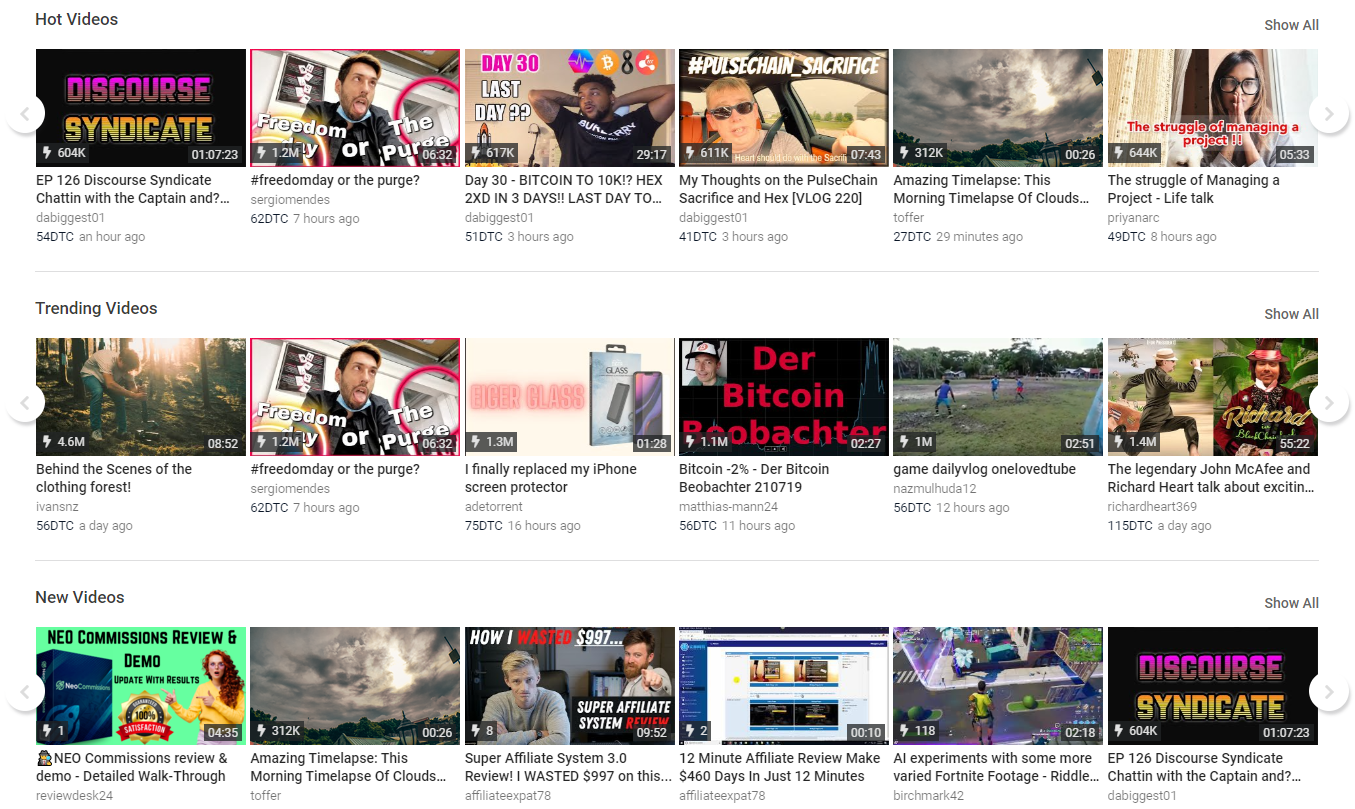 Hot Videos
Show All
DISCOURSE
SYNDICATE
604K
01:07:23
EP 126 Discourse Syndicate
Chattin with the Captain and?...
dabiggest01
54DTC an hour ago
Freedom
day or The
Purge
1.2M
06:32
#freedomday or the purge?
sergiomendes
62DTC 7 hours ago
DAY 30
LAST
DAY ??
BURBERRY
617K
29:17
Day 30 - BITCOIN TO 10K!? HEX
2XD IN 3 DAYS!! LAST DAY TO...
dabiggest01
51DTC 3 hours ago
#PULSECHAIN_SACRIFICE
Heart should do with the Sacrifi
611K
07:43
My Thoughts on the PulseChain
Sacrifice and Hex [VLOG 220]
dabiggest01
41DTC 3 hours ago
312K
00:26
Amazing Timelapse: This
Morning Timelapse Of Clouds...
toffer
27DTC 29 minutes ago
The struggle of managing a
project !!
644K
05:33
The struggle of Managing a
Project - Life talk
priyanarc
49DTC 8 hours ago
Trending Videos
Show All
4.6M
08:52
Behind the Scenes of the
clothing forest!
ivansnz
56DTC a day ago
Freedom
day or The
Purge
1.2M
06:32
#freedomday or the purge?
sergiomendes
62DTC 7 hours ago
EIGER GLASS
GLASS
1.3M
01:28
I finally replaced my iPhone
screen protector
adetorrent
75DTC 16 hours ago
Der
Bitcoin
Beobachter
1.1M
02:27
Bitcoin -2% - Der Bitcoin
Beobachter 210719
matthias-mann24
56DTC 11 hours ago
1M
02:51
game dailyvlog onelovedtube
nazmulhuda12
56DTC 12 hours ago
Richard
1.4M
55:22
The legendary John McAfee and
Richard Heart talk about excitin...
richardheart369
115DTC a day ago
New Videos
Show All
NEO COMMISSIONS REVIEW &
DEMO
UPDATE WITH RESULTS
NeoCommissions
100%
SATISFACTION
1
04:35
NEO Commissions review &
demo - Detailed Walk-Through
reviewdesk24
312K
00:26
Amazing Timelapse: This
Morning Timelapse Of Clouds...
toffer
HOW I WASTED $997...
SUPER AFFILIATE
SYSTEM REVIEW
8
09:52
Super Affiliate System 3.0
Review! I WASTED $997 on this...
affiliateexpat78
2
00:10
12 Minute Affiliate Review Make
$460 Days In Just 12 Minutes
affiliateexpat78
118
02:18
AI experiments with some more
varied Fortnite Footage - Riddle...
birchmark42
DISCOURSE
SYNDICATE
604K
01:07:23
EP 126 Discourse Syndicate
Chattin with the Captain and?...
dabiggest01